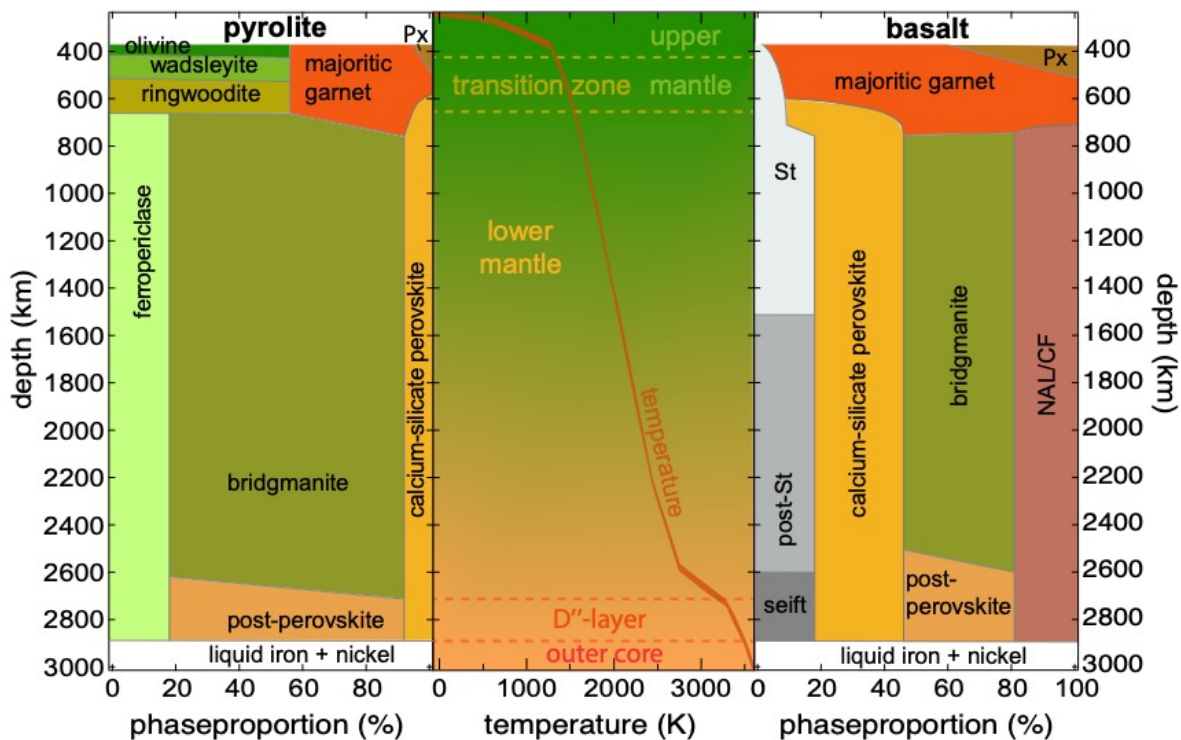 pyrolite
basalt
depth (km)
400
600
800
1000
1200
1400
1600
1800
2000
2200
2400
2600
2800
3000
olivine
wadsleyite
ringwoodite
majoritic
garnet
Px
ferropericlase
bridgmanite
calcium-silicate perovskite
post-perovskite
liquid iron + nickel
0
20
40
60
80
phaseproportion (%)
upper
transition zone mantle
lower
mantle
temperature
D''-layer
outer core
0
1000
2000
3000
temperature (K)
majoritic garnet
Px
St
post-St
seift
calcium-silicate perovskite
bridgmanite
post-
perovskite
NAL/CF
liquid iron + nickel
0
20
40
60
80
100
phaseproportion (%)
400
600
800
1000
1200
1400
1600
1800
2000
2200
2400
2600
2800
3000
depth (km)